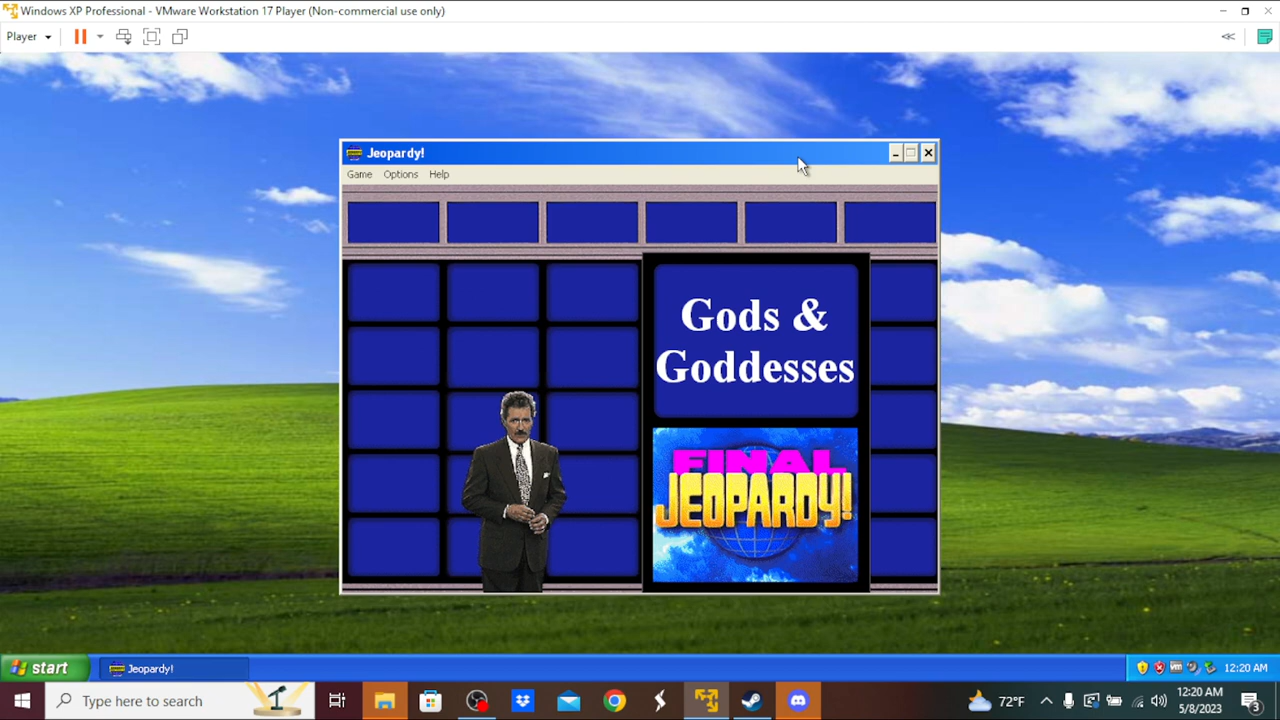 Windows XP Professional - VMware Workstation 17 Player (Non-commercial use only)
Player
Jeopardy!
Game Options Help
Gods &
Goddesses
FINAL
JEOPARDY!
start
Jeopardy!
12:20 AM
Type here to search
72°F
12:20 AM
5/8/2023
3